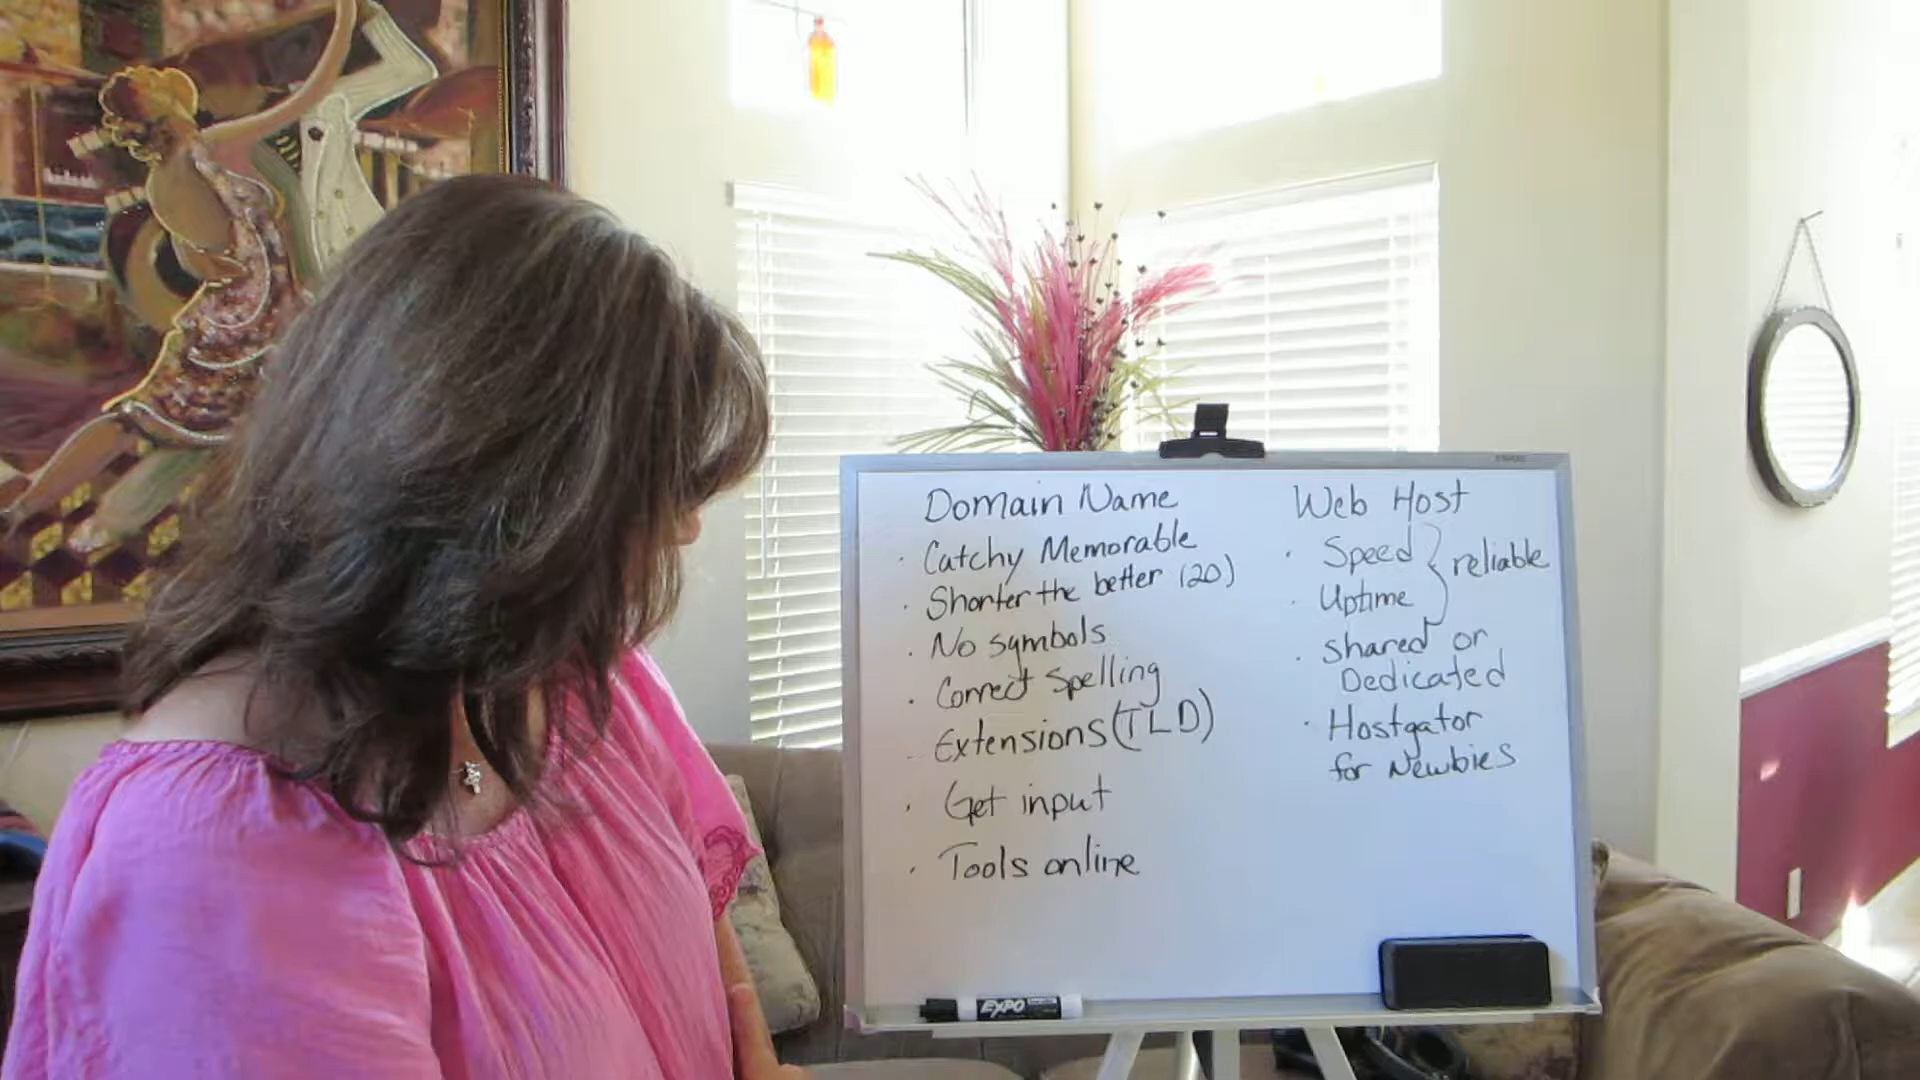 Domain Name
· Catchy Memorable
· Shorter the better (20)
· No symbols
· Correct Spelling
- Extensions (TLD)
· Get input
· Tools online
Web Host
· Speed } reliable
· Uptime
· Shared or
Dedicated
· Hostgator
for Newbies
EXPO